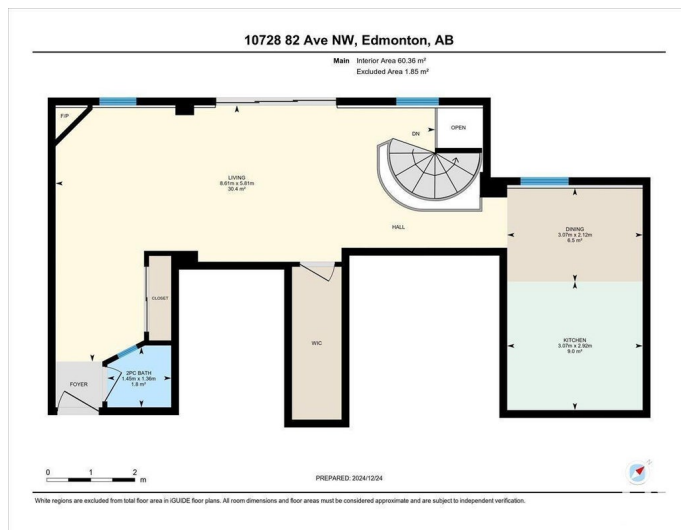 10728 82 Ave NW, Edmonton, AB
Main Interior Area 60.36 m²
Excluded Area 1.85 m²
F/P
DN
OPEN
LIVING
8.61m x 5.81m
30.4 m²
HALL
DINING
3.07m x 2.12m
6.5 m²
CLOSET
WIC
KITCHEN
3.07m x 2.92m
9.0 m²
2PC BATH
1.45m x 1.36m
1.8 m²
FOYER
0 1 2
m
PREPARED: 2024/12/24
N
White regions are excluded from total floor area in iGUIDE floor plans. All room dimensions and floor areas must be considered approximate and are subject to independent verification.